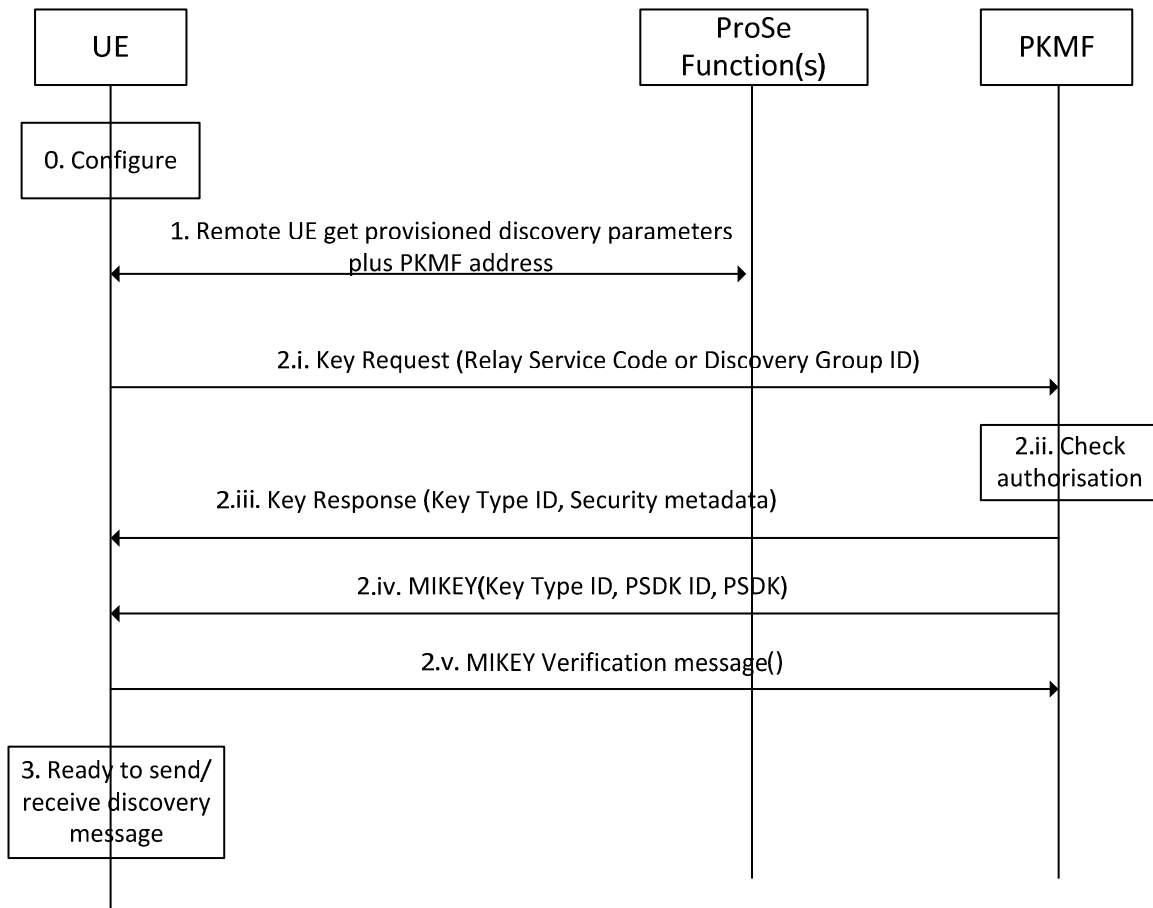 UE
ProSe
Function(s)
PKMF
0. Configure
1. Remote UE get provisioned discovery parameters
plus PKMF address
2.i. Key Request (Relay Service Code or Discovery Group ID)
2.ii. Check
authorisation
2.iii. Key Response (Key Type ID, Security metadata)
2.iv. MIKEY(Key Type ID, PSDK ID, PSDK)
2.v. MIKEY Verification message()
3. Ready to send/
receive discovery
message